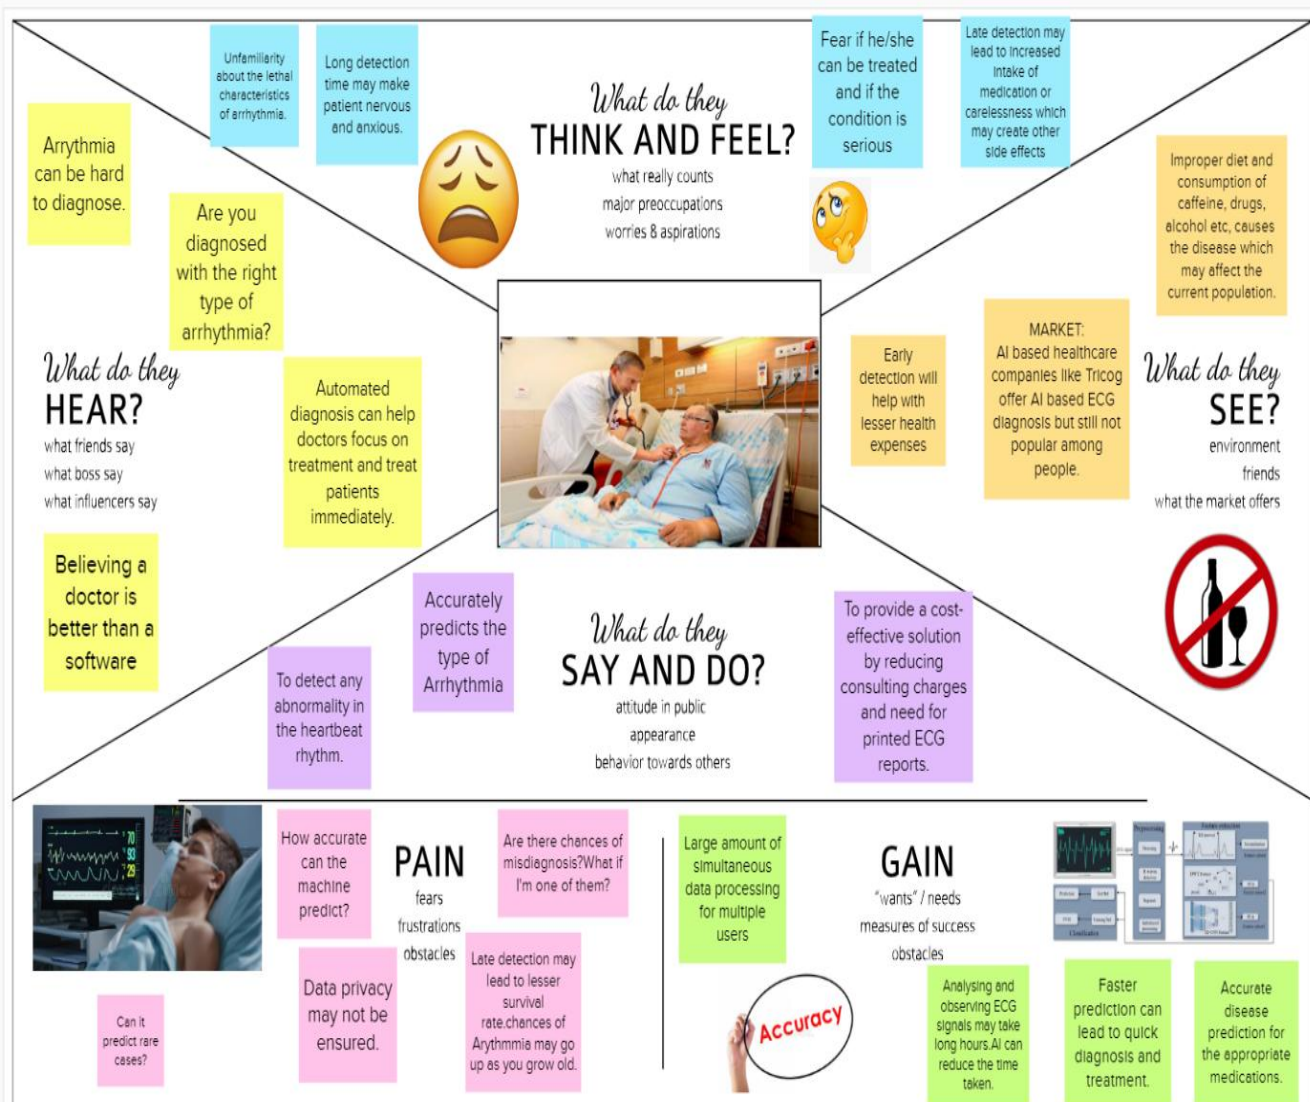 Unfamiliarity
about the lethal
characteristics
of arrhythmia.
Long detection
time may make
patient nervous
and anxious.
What do they
THINK AND FEEL?
what really counts
major preoccupations
worries & aspirations
Fear if he/she
can be treated
and if the
condition is
serious
Late detection may
lead to increased
intake of
medication or
carelessness which
may create other
side effects
Arrythmia
can be hard
to diagnose.
Are you
diagnosed
with the right
type of
arrhythmia?
What do they
HEAR?
what friends say
what boss say
what influencers say
Automated
diagnosis can help
doctors focus on
treatment and treat
patients
immediately.
Believing a
doctor is
better than a
software
Improper diet and
consumption of
caffeine, drugs,
alcohol etc, causes
the disease which
may affect the
current population.
Early
detection will
help with
lesser health
expenses
MARKET:
AI based healthcare
companies like Tricog
offer AI based ECG
diagnosis but still not
popular among
people.
What do they
SEE?
environment
friends
what the market offers
To detect any
abnormality in
the heartbeat
rhythm.
Accurately
predicts the
type of
Arrhythmia
What do they
SAY AND DO?
attitude in public
appearance
behavior towards others
To provide a cost-
effective solution
by reducing
consulting charges
and need for
printed ECG
reports.
70
93
29
How accurate
can the
machine
predict?
PAIN
fears
frustrations
obstacles
Are there chances of
misdiagnosis?What if
I'm one of them?
Can it
predict rare
cases?
Data privacy
may not be
ensured.
Late detection may
lead to lesser
survival
rate.chances of
Arythmmia may go
up as you grow old.
Large amount of
simultaneous
data processing
for multiple
users
GAIN
"wants" / needs
measures of success
obstacles
Preprocessing
Classification
Accuracy
Analysing and
observing ECG
signals may take
long hours.AI can
reduce the time
taken.
Faster
prediction can
lead to quick
diagnosis and
treatment.
Accurate
disease
prediction for
the appropriate
medications.